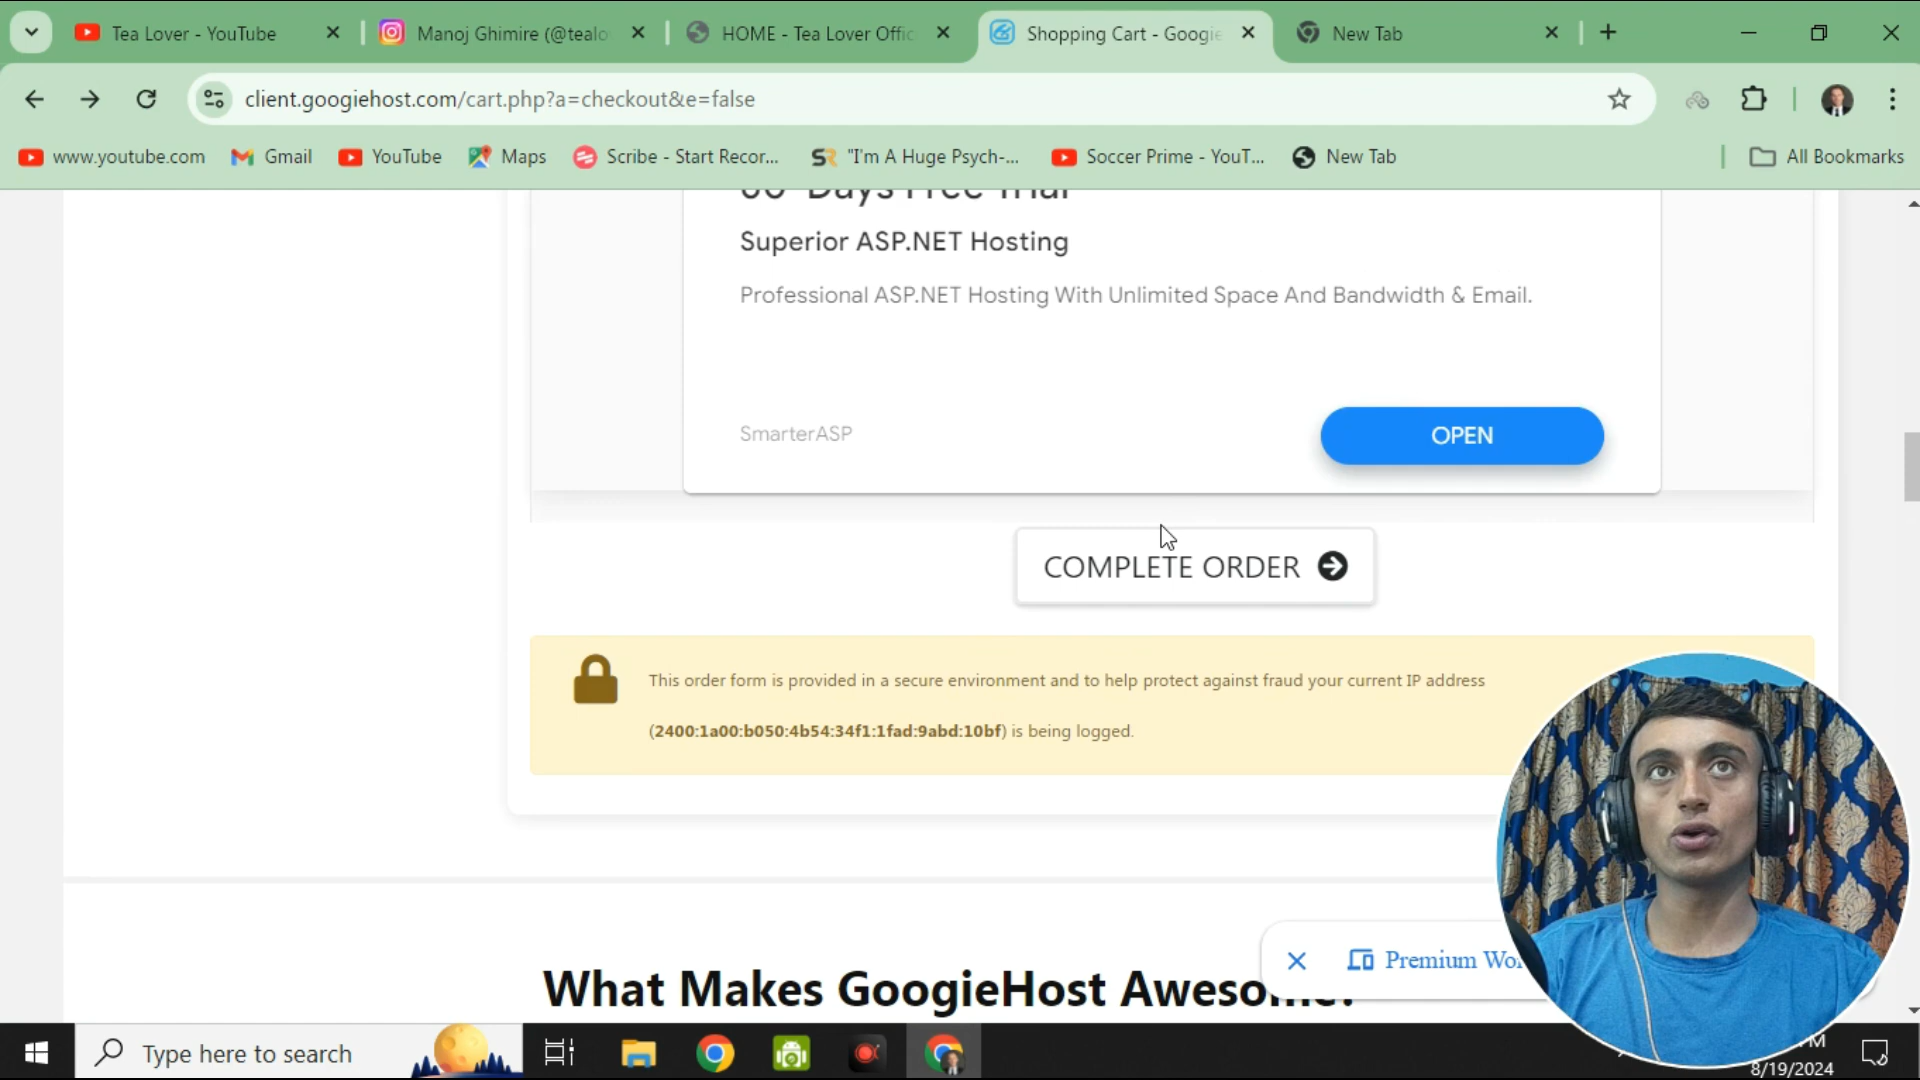 Tea Lover - YouTube
Manoj Ghimire (@tealo
HOME - Tea Lover Offic
Shopping Cart - Googie
New Tab
client.googiehost.com/cart.php?a=checkout&e=false
www.youtube.com
Gmail
YouTube
Maps
Scribe - Start Recor...
"I'm A Huge Psych-...
Soccer Prime - YouT...
New Tab
All Bookmarks
Days Free Trial
Superior ASP.NET Hosting
Professional ASP.NET Hosting With Unlimited Space And Bandwidth & Email.
SmarterASP
OPEN
COMPLETE ORDER
This order form is provided in a secure environment and to help protect against fraud your current IP address
(2400:1a00:b050:4b54:34f1:1fad:9abd:10bf) is being logged.
Premium Wor
What Makes GoogieHost Awesome?
Type here to search
8/19/2024